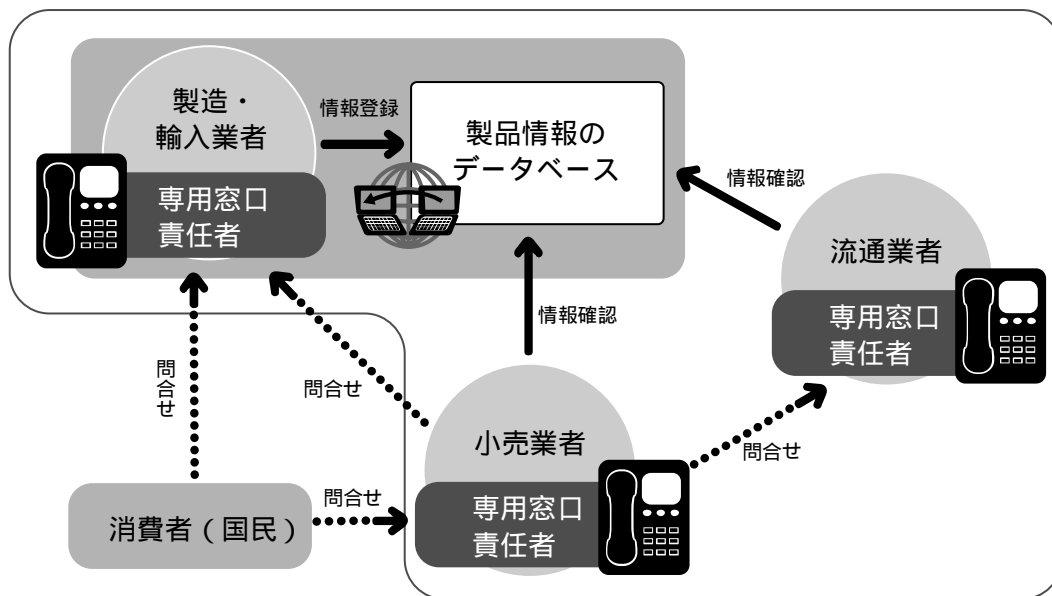 製造・
輸入業者
専用窓口
責任者
情報登録
製品情報の
データベース
情報確認
流通業者
専用窓口
責任者
情報確認
問合せ
問合せ
小売業者
専用窓口
責任者
問合せ
消費者（国民）
問合せ